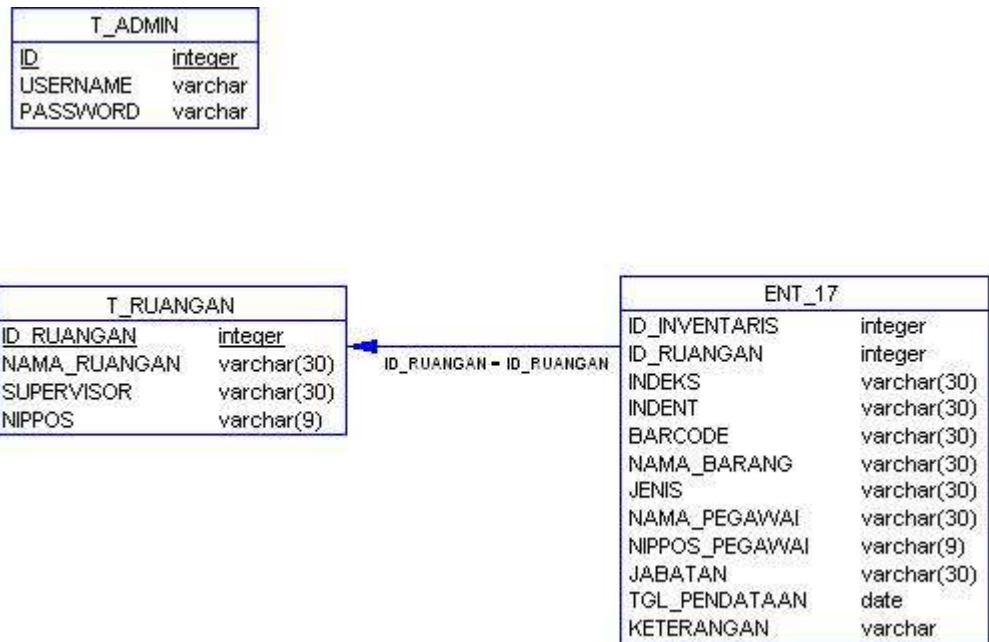 T_ADMIN
ID integer
USERNAME varchar
PASSWORD varchar
T_RUANGAN
ID_RUANGAN integer
NAMA_RUANGAN varchar(30)
SUPERVISOR varchar(30)
NIPPOS varchar(9)
ID_RUANGAN = ID_RUANGAN
ENT_17
ID_INVENTARIS integer
ID_RUANGAN integer
INDEKS varchar(30)
INDENT varchar(30)
BARCODE varchar(30)
NAMA_BARANG varchar(30)
JENIS varchar(30)
NAMA_PEGAWAI varchar(30)
NIPPOS_PEGAWAI varchar(9)
JABATAN varchar(30)
TGL_PENDATAAN date
KETERANGAN varchar